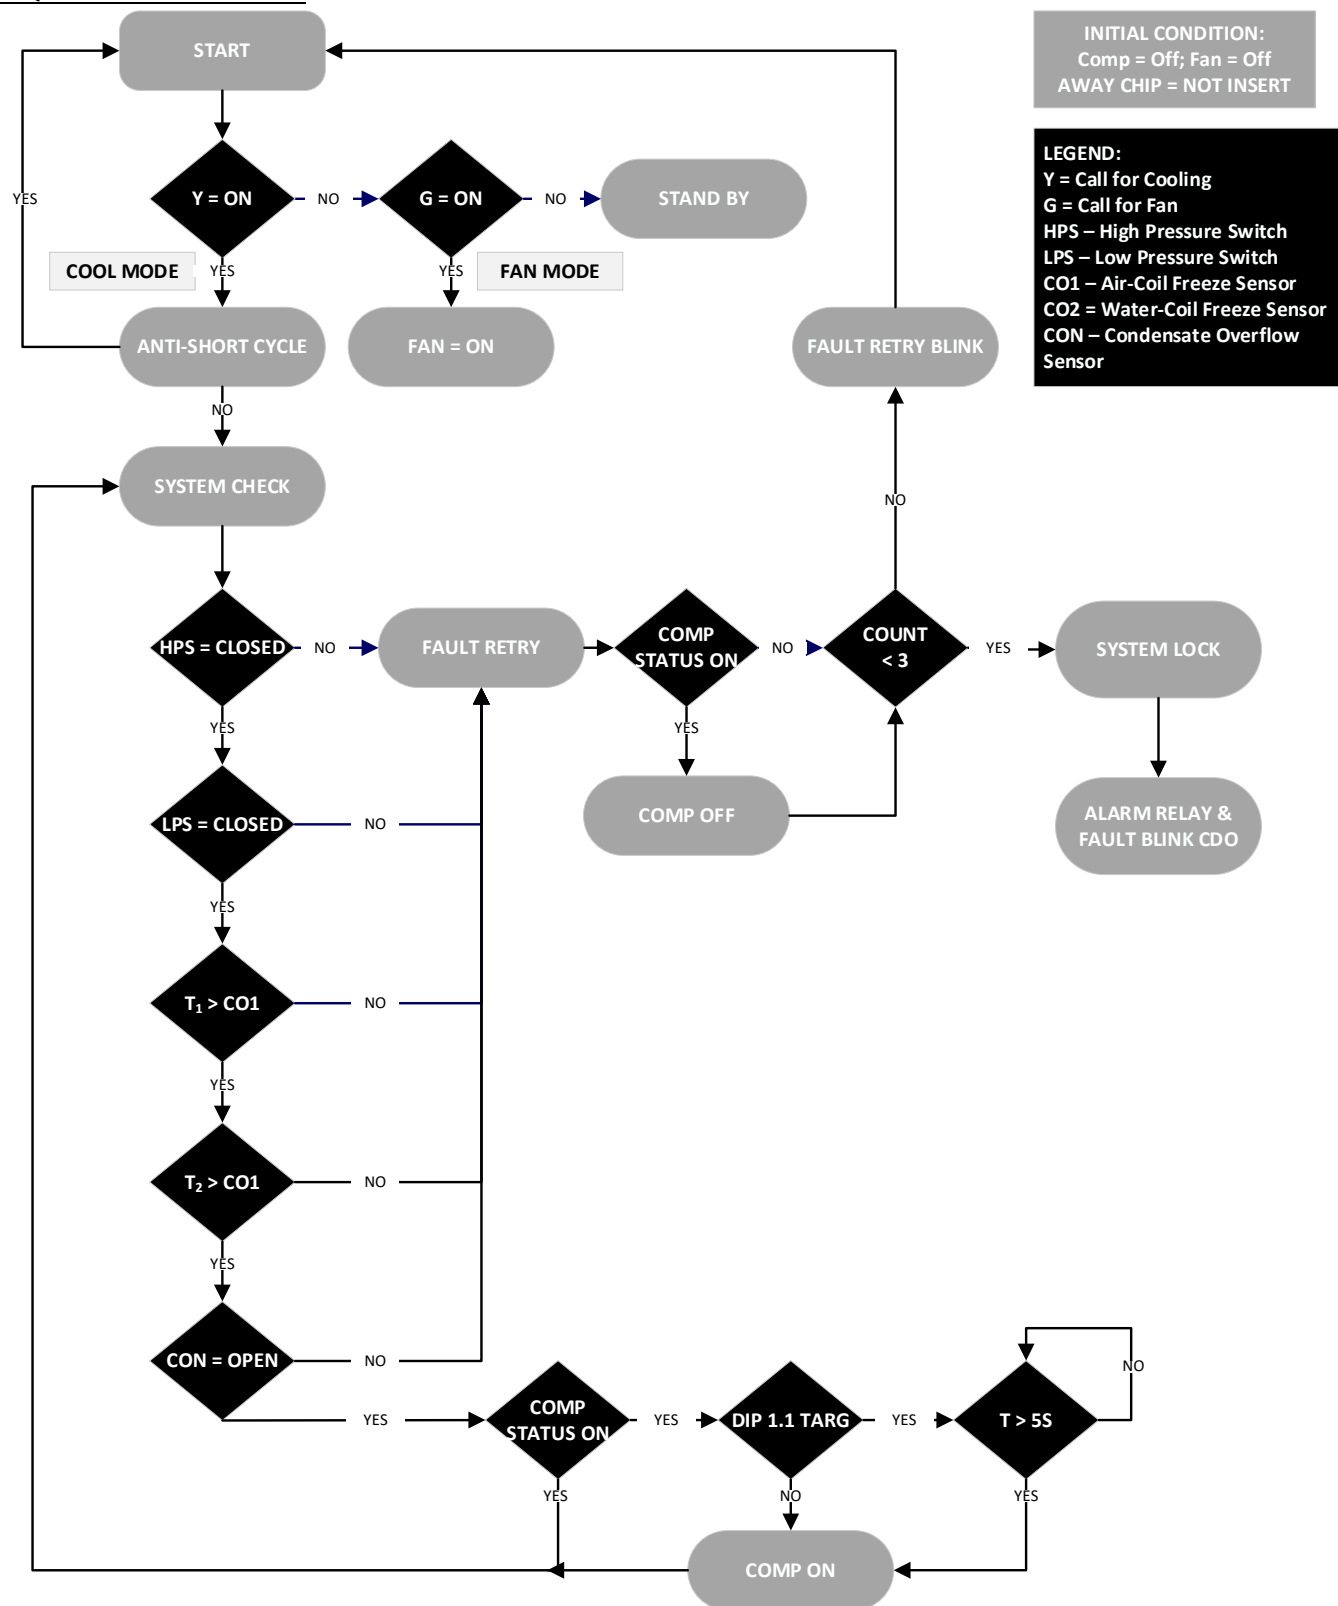 START
INITIAL CONDITION:
Comp = Off; Fan = Off
AWAY CHIP = NOT INSERT
LEGEND:
Y = Call for Cooling
G = Call for Fan
HPS – High Pressure Switch
LPS – Low Pressure Switch
CO1 – Air-Coil Freeze Sensor
CO2 = Water-Coil Freeze Sensor
CON – Condensate Overflow
Sensor
YES
Y = ON
NO
G = ON
NO
STAND BY
COOL MODE
YES
YES
FAN MODE
ANTI-SHORT CYCLE
FAN = ON
FAULT RETRY BLINK
NO
SYSTEM CHECK
NO
HPS = CLOSED
NO
FAULT RETRY
COMP
STATUS ON
NO
COUNT
< 3
YES
SYSTEM LOCK
YES
YES
LPS = CLOSED
NO
COMP OFF
ALARM RELAY &
FAULT BLINK CDO
YES
T1 > CO1
NO
YES
T2 > CO1
NO
YES
CON = OPEN
NO
NO
YES
COMP
STATUS ON
YES
DIP 1.1 TARG
YES
T > 5S
YES
NO
YES
COMP ON